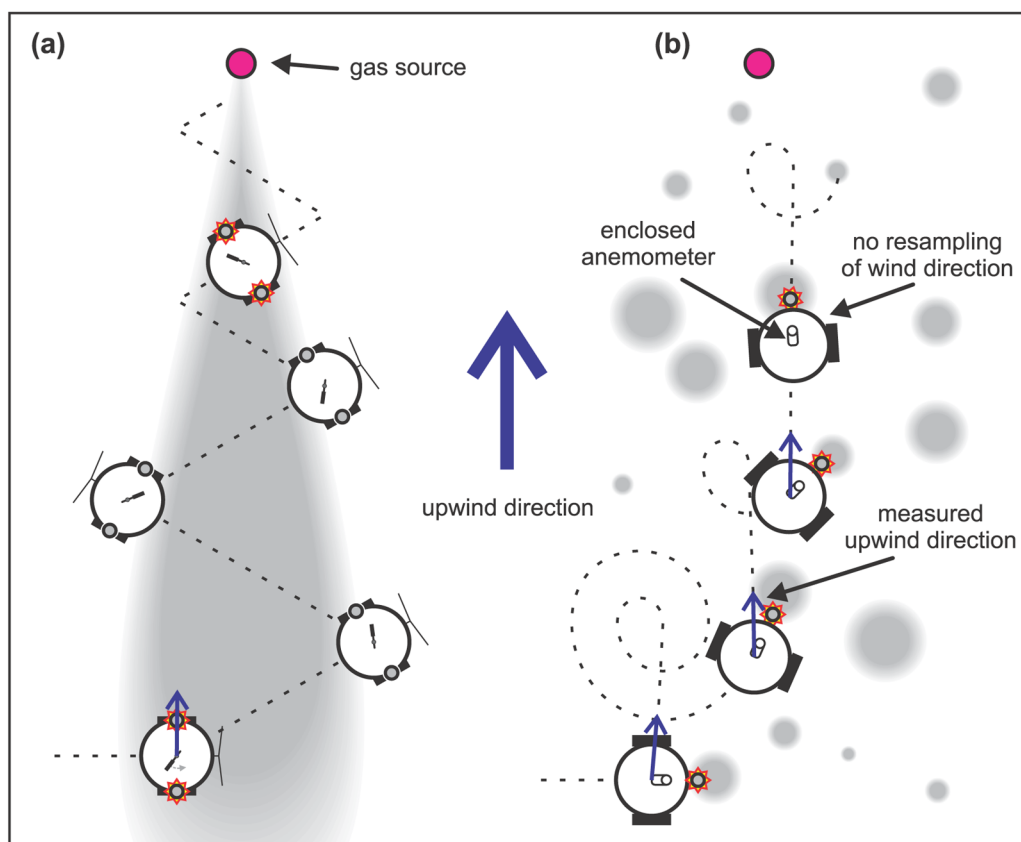 (a)
gas source
upwind direction
(b)
enclosed
anemometer
no resampling
of wind direction
measured
upwind direction